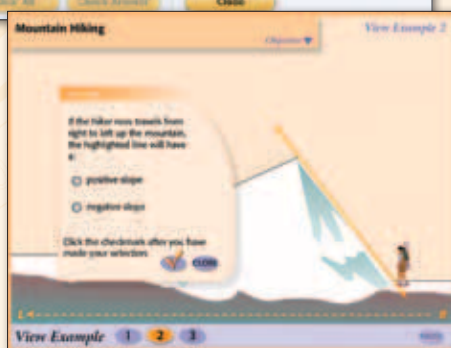 Close
Mountain Hiking
Objective
View Example 2
If the hiker now travels from
right to left up the mountain,
the highlighted line will have
a:
positive slope
negative slope
Click the checkmark after you have
made your selection.
CLOSE
L
R
View Example 1 2 3